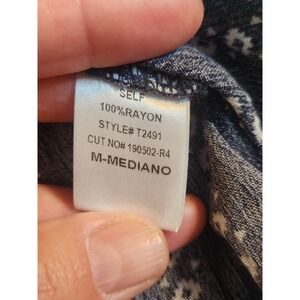 SELF
100%RAYON
STYLE# T2491
CUT NO# 190502-R4
M-MEDIANO